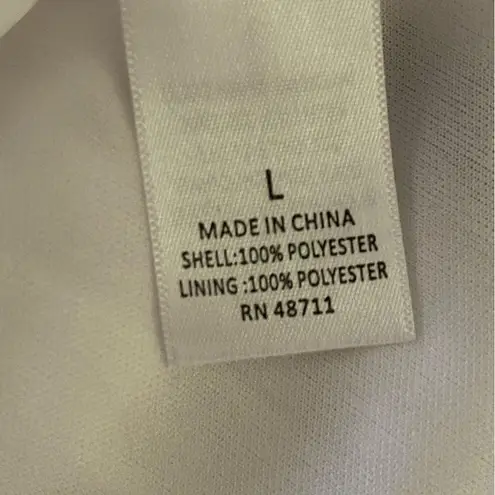 L
MADE IN CHINA
SHELL:100% POLYESTER
LINING :100% POLYESTER
RN 48711